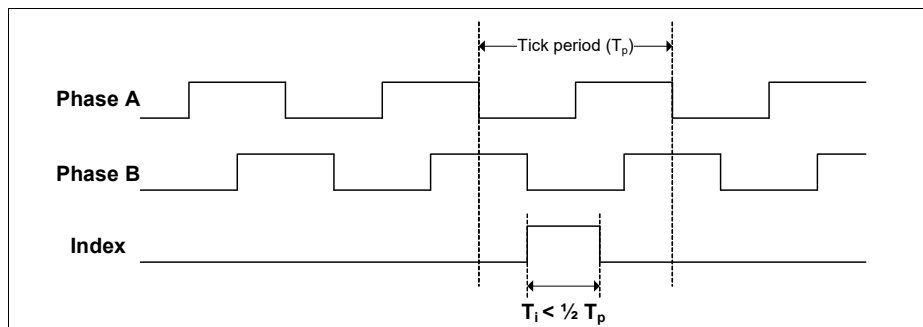 Tick period (Tₚ)
Phase A
Phase B
Index
Tᵢ < ½ Tₚ